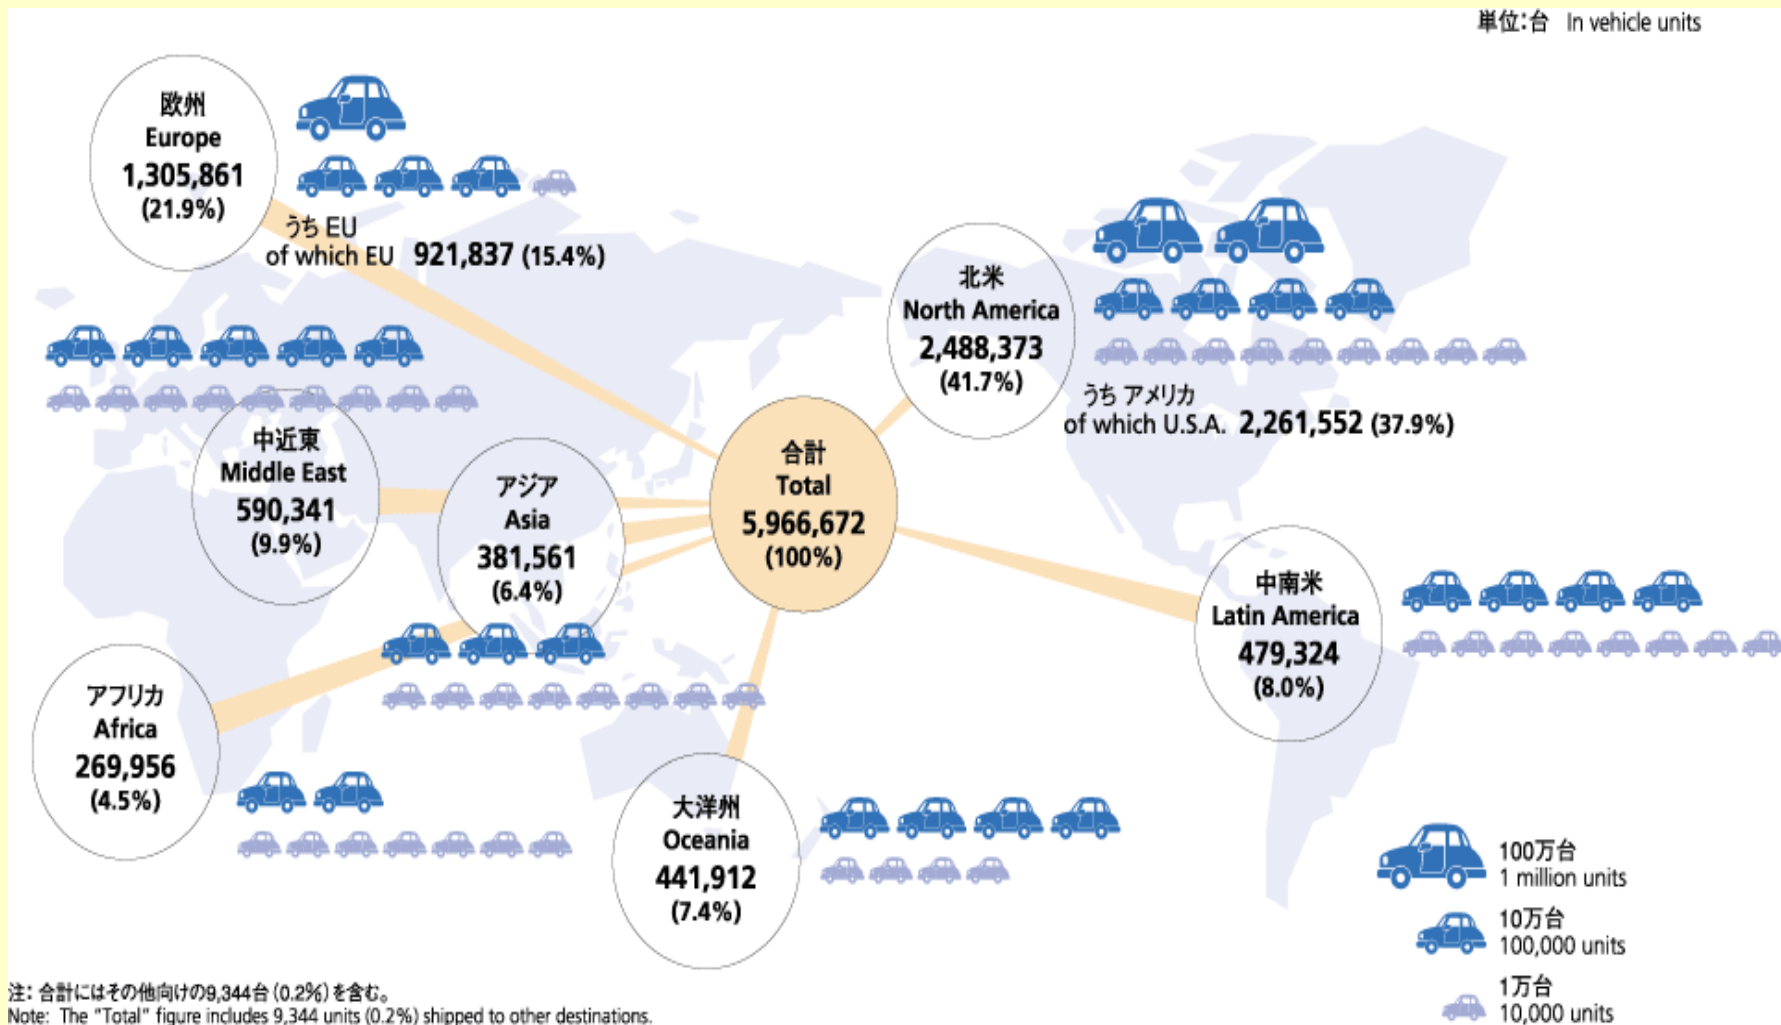 単位:台 In vehicle units
欧州
Europe
1,305,861
(21.9%)
うち EU
of which EU 921,837 (15.4%)
北米
North America
2,488,373
(41.7%)
うち アメリカ
of which U.S.A. 2,261,552 (37.9%)
中近東
Middle East
590,341
(9.9%)
アジア
Asia
381,561
(6.4%)
合計
Total
5,966,672
(100%)
中南米
Latin America
479,324
(8.0%)
アフリカ
Africa
269,956
(4.5%)
大洋州
Oceania
441,912
(7.4%)
100万台
1 million units
10万台
100,000 units
1万台
10,000 units
注: 合計にはその他向けの9,344台(0.2%)を含む。
Note: The "Total" figure includes 9,344 units (0.2%) shipped to other destinations.